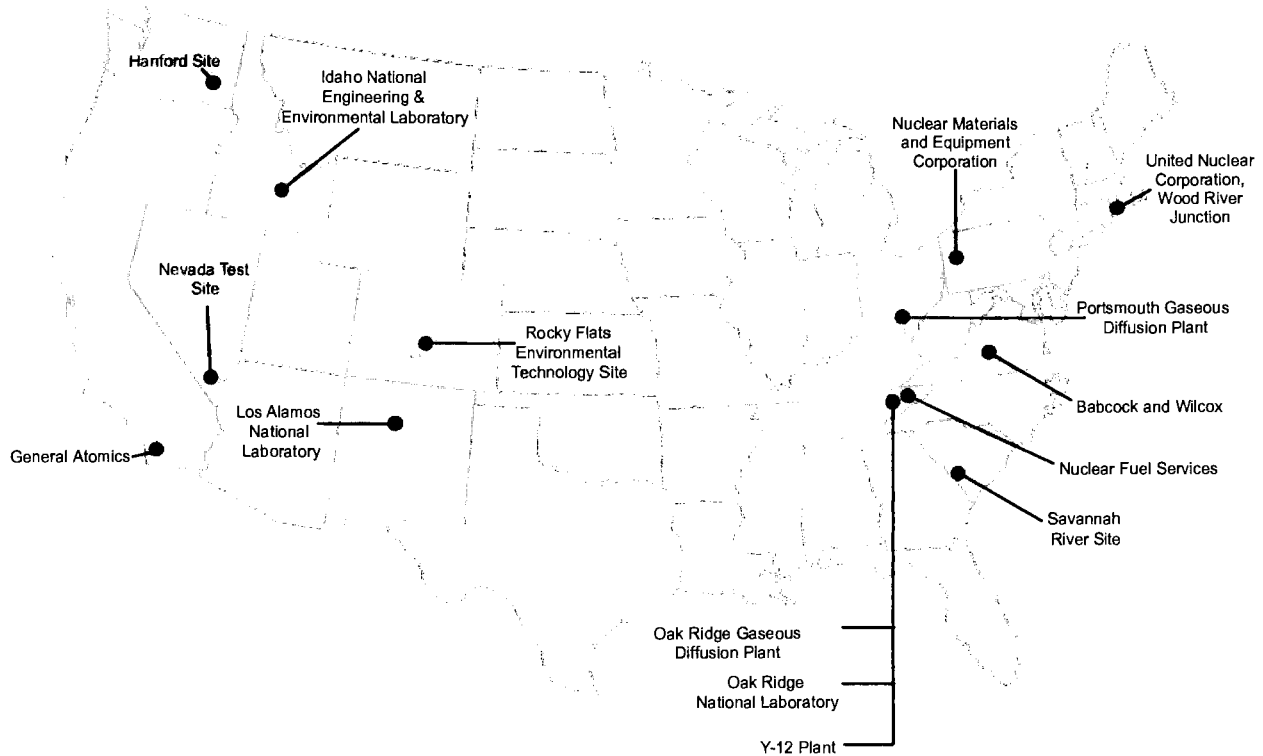 Hanford Site
Idaho National
Engineering &
Environmental Laboratory
Nuclear Materials
and Equipment
Corporation
United Nuclear
Corporation,
Wood River
Junction
Nevada Test
Site
Portsmouth Gaseous
Diffusion Plant
Rocky Flats
Environmental
Technology Site
Los Alamos
National
Laboratory
Babcock and Wilcox
General Atomics
Nuclear Fuel Services
Savannah
River Site
Oak Ridge Gaseous
Diffusion Plant
Oak Ridge
National Laboratory
Y-12 Plant